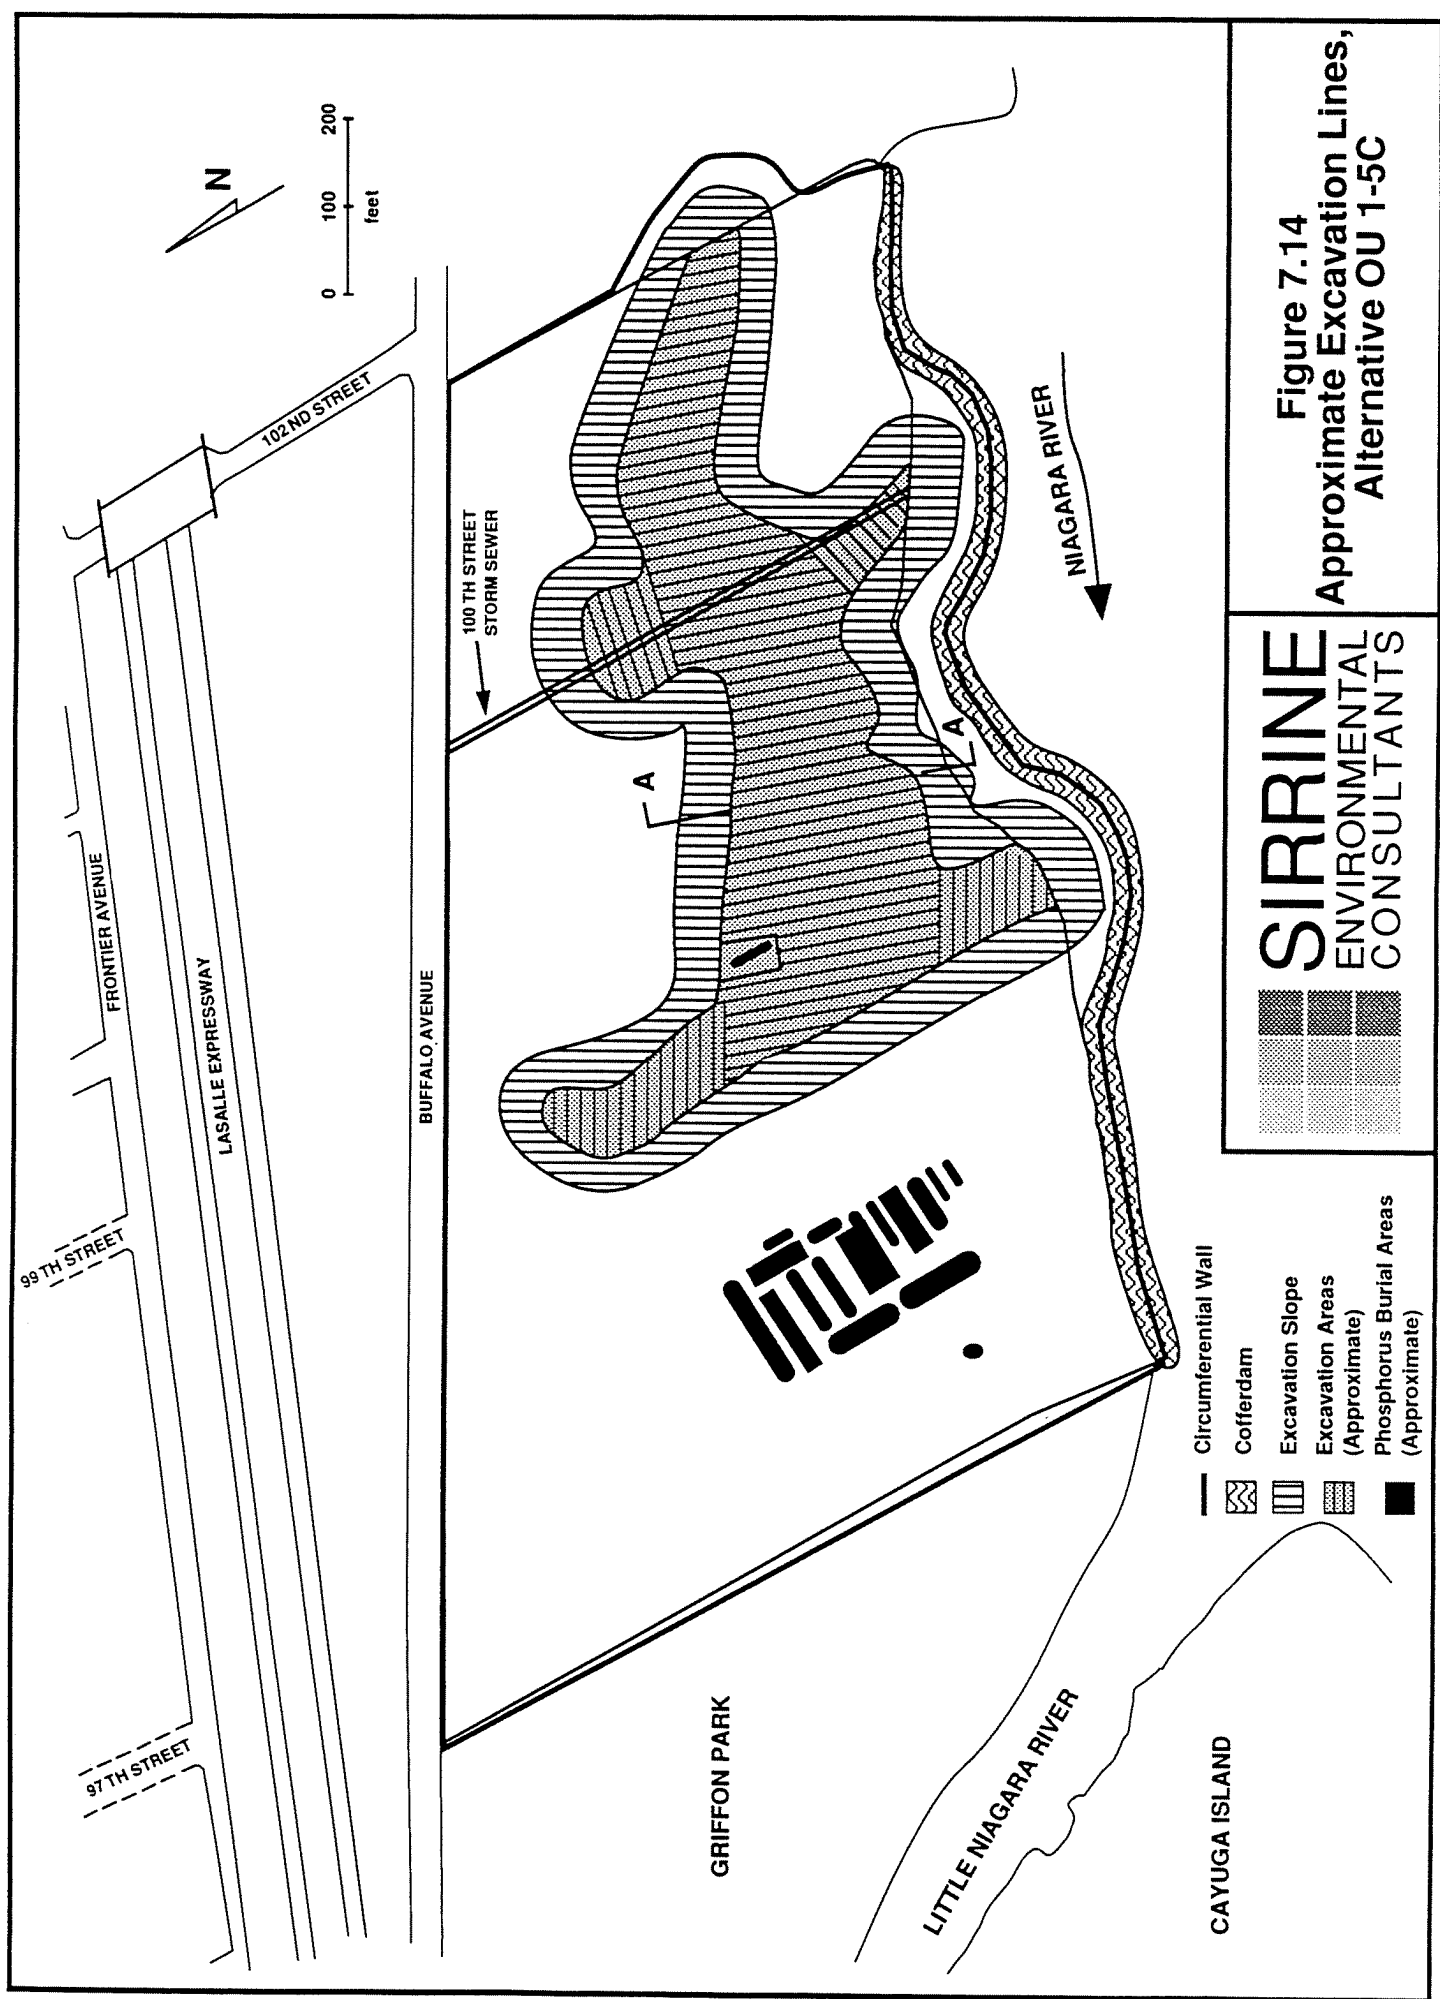 99 TH STREET
97 TH STREET
FRONTIER AVENUE
LASALLE EXPRESSWAY
BUFFALO AVENUE
102 ND STREET
N
0 100 200
feet
100 TH STREET
STORM SEWER
A
A
NIAGARA RIVER
GRIFFON PARK
LITTLE NIAGARA RIVER
CAYUGA ISLAND
Circumferential Wall
Cofferdam
Excavation Slope
Excavation Areas
(Approximate)
Phosphorus Burial Areas
(Approximate)
SIRRINE
ENVIRONMENTAL
CONSULTANTS
Figure 7.14
Approximate Excavation Lines,
Alternative OU 1-5C